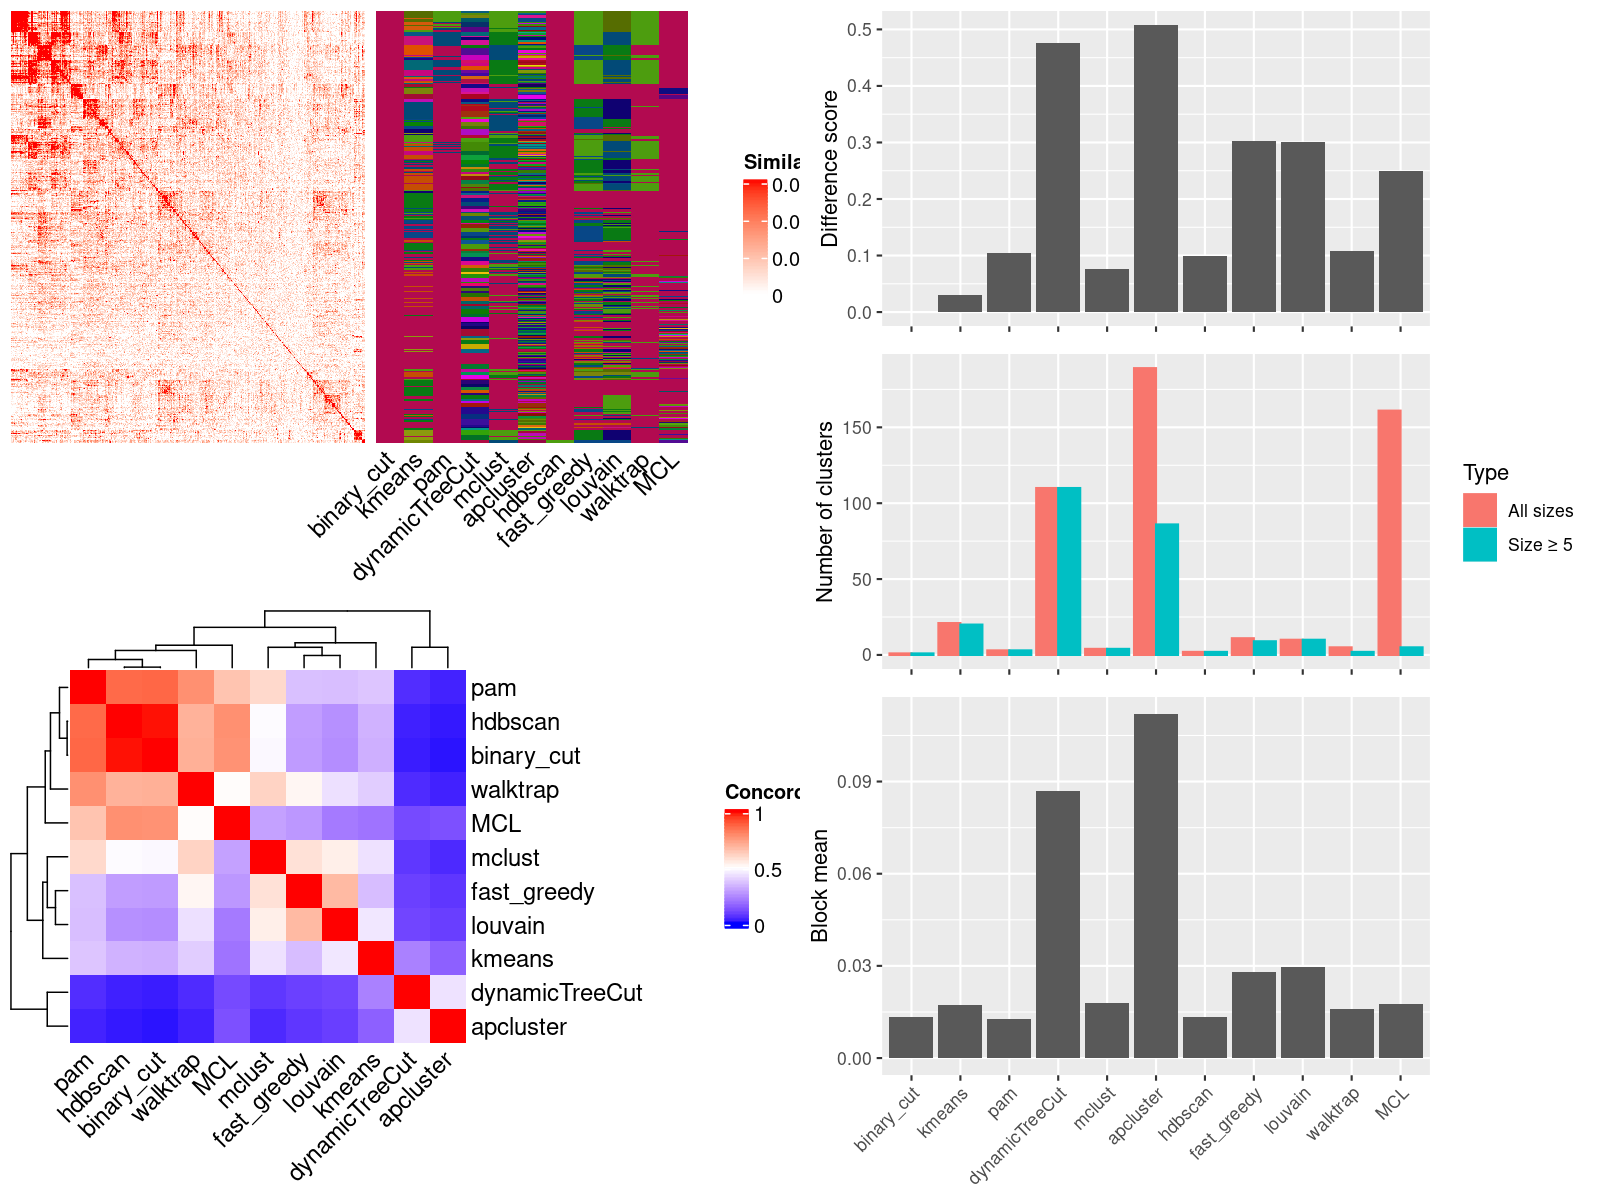 Simila
0.0
0.0
0.0
0
binary_cut
kmeans
pam
dynamicTreeCut
mclust
apcluster
hdbscan
fast_greedy
louvain
walktrap
MCL
pam
hdbscan
binary_cut
walktrap
MCL
mclust
fast_greedy
louvain
kmeans
dynamicTreeCut
apcluster
pam
hdbscan
binary_cut
walktrap
MCL
mclust
fast_greedy
louvain
kmeans
dynamicTreeCut
apcluster
Concord
1
0.5
0
Difference score
0.5
0.4
0.3
0.2
0.1
0.0
Number of clusters
150
100
50
0
Type
All sizes
Size ≥ 5
Block mean
0.09
0.06
0.03
0.00
binary_cut
kmeans
pam
dynamicTreeCut
mclust
apcluster
hdbscan
fast_greedy
louvain
walktrap
MCL